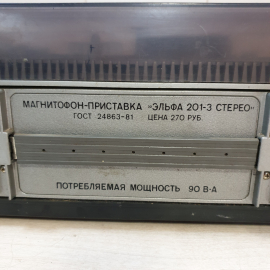 МАГНИТОФОН-ПРИСТАВКА «ЭЛЬФА 201-3 СТЕРЕО»
ГОСТ 24863-81 ЦЕНА 270 РУБ.
ПОТРЕБЛЯЕМАЯ МОЩНОСТЬ 90 В·А